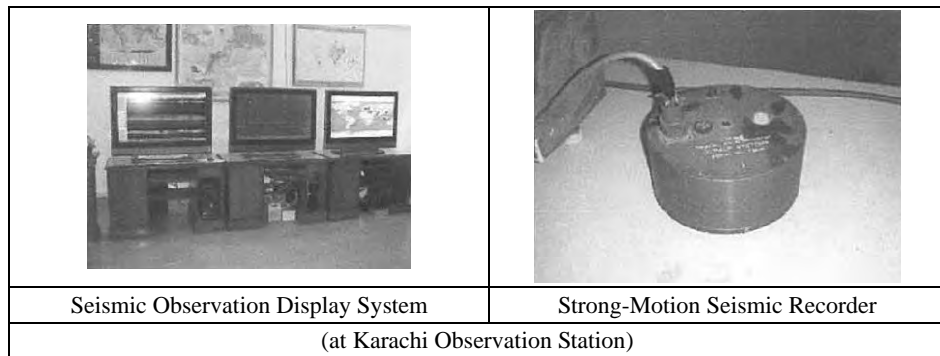 Seismic Observation Display System
Strong-Motion Seismic Recorder
(at Karachi Observation Station)